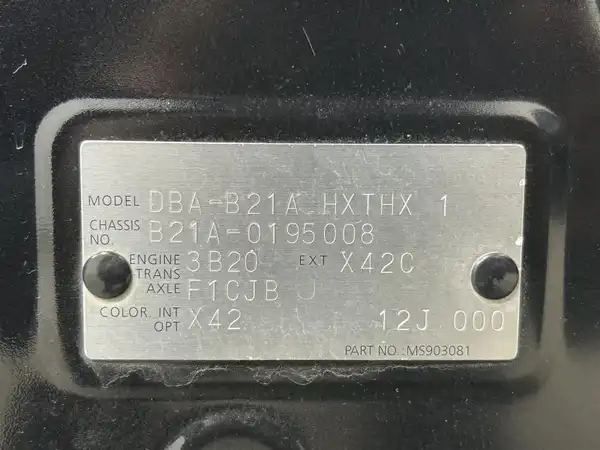 MODEL DBA-B21A HXTHX 1
CHASSIS NO. B21A-0195008
ENGINE 3B20 EXT X42C
TRANS AXLE F1CJB J
COLOR, INT OPT X42 12J 000
PART NO.: MS903081